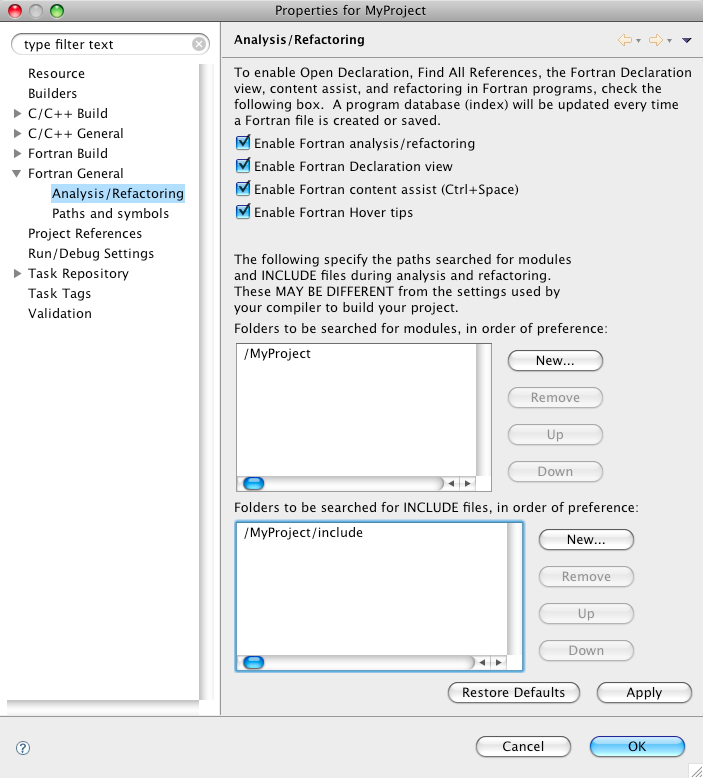 Properties for MyProject
type filter text
Resource
Builders
C/C++ Build
C/C++ General
Fortran Build
Fortran General
Analysis/Refactoring
Paths and symbols
Project References
Run/Debug Settings
Task Repository
Task Tags
Validation
Analysis/Refactoring
To enable Open Declaration, Find All References, the Fortran Declaration
view, content assist, and refactoring in Fortran programs, check the
following box.  A program database (index) will be updated every time
a Fortran file is created or saved.
Enable Fortran analysis/refactoring
Enable Fortran Declaration view
Enable Fortran content assist (Ctrl+Space)
Enable Fortran Hover tips
The following specify the paths searched for modules
and INCLUDE files during analysis and refactoring.
These MAY BE DIFFERENT from the settings used by
your compiler to build your project.
Folders to be searched for modules, in order of preference:
/MyProject
New...
Remove
Up
Down
Folders to be searched for INCLUDE files, in order of preference:
/MyProject/include
New...
Remove
Up
Down
Restore Defaults
Apply
?
Cancel
OK